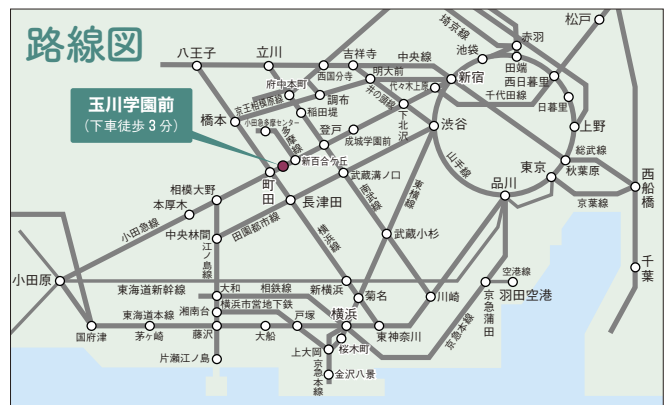 路線図
玉川学園前
（下車徒歩3分）
八王子
立川
吉祥寺
中央線
池袋
埼京線
赤羽
松戸
西国分寺
府中本町
明大前
代々木上原
新宿
田端
西日暮里
千代田線
日暮里
上野
京王相模原線
調布
井の頭線
橋本
稲田堤
小田急多摩センター
多摩線
登戸
下北沢
渋谷
成城学園前
新百合ヶ丘
武蔵溝ノ口
山手線
東京
総武線
秋葉原
西船橋
京葉線
品川
町田
相模大野
本厚木
小田急線
長津田
南武線
東横線
中央林間
田園都市線
江ノ島線
横浜線
武蔵小杉
千葉
小田原
東海道新幹線
大和
相鉄線
新横浜
菊名
川崎
京急蒲田
空港線
羽田空港
湘南台
横浜市営地下鉄
東海道本線
国府津
茅ヶ崎
藤沢
大船
戸塚
横浜
東神奈川
京急本線
桜木町
上大岡
片瀬江ノ島
京急本線
金沢八景